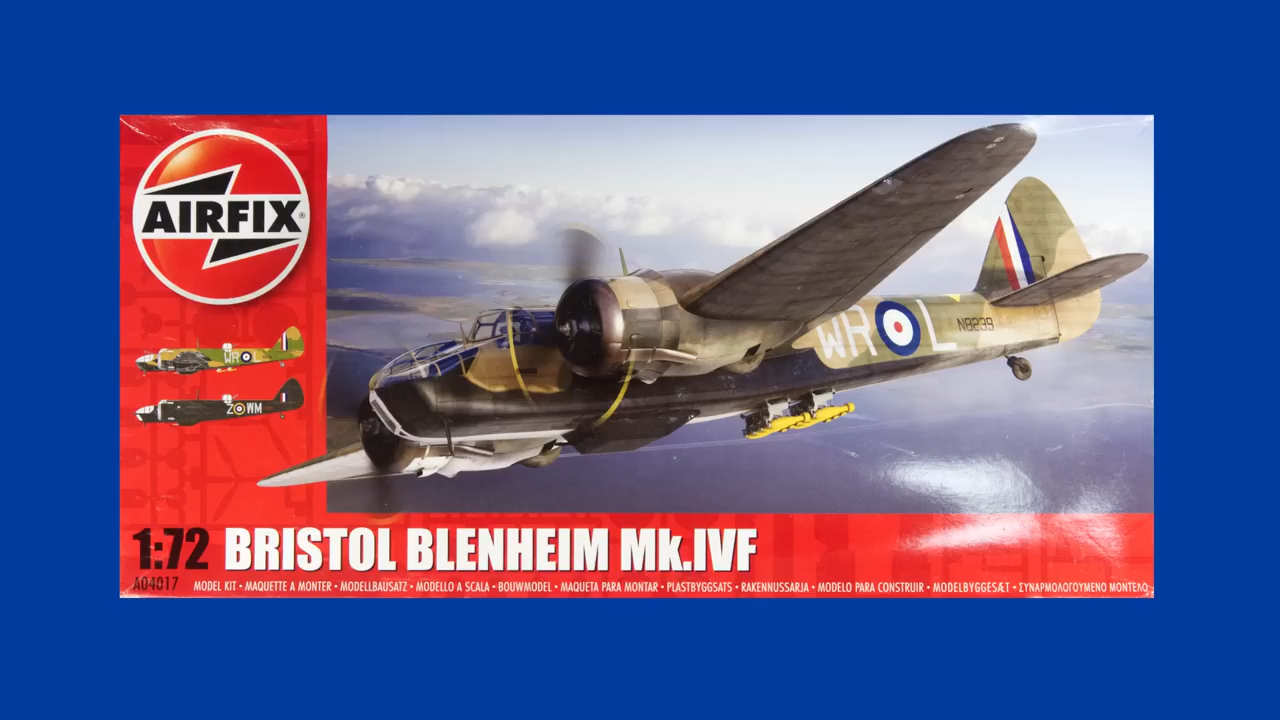 AIRFIX®
WR L N8239
WR L
Z WM
1:72 BRISTOL BLENHEIM Mk.IVF
A04017 MODEL KIT • MAQUETTE A MONTER • MODELLBAUSATZ • MODELLO A SCALA • BOUWMODEL • MAQUETA PARA MONTAR • PLASTBYGGSATS • RAKENNUSSARJA • MODELO PARA CONSTRUIR • MODELBYGGESÆT • ΣΥΝΑΡΜΟΛΟΓΟΥΜΕΝΟ ΜΟΝΤΕΛΟ